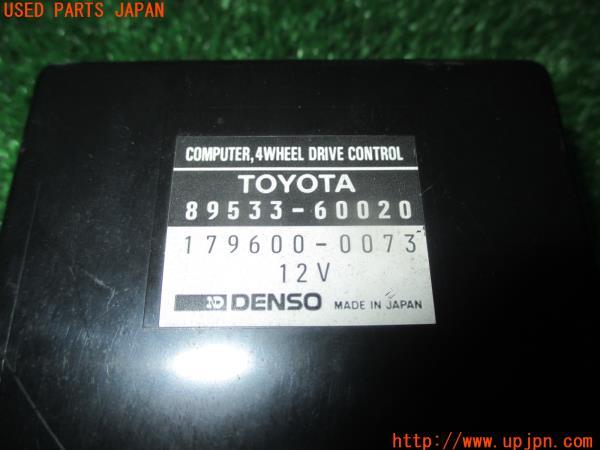 USED PARTS JAPAN
COMPUTER, 4WHEEL DRIVE CONTROL
TOYOTA
89533-60020
179600-0073
12V
ND DENSO MADE IN JAPAN
http://www.upjpn.com/